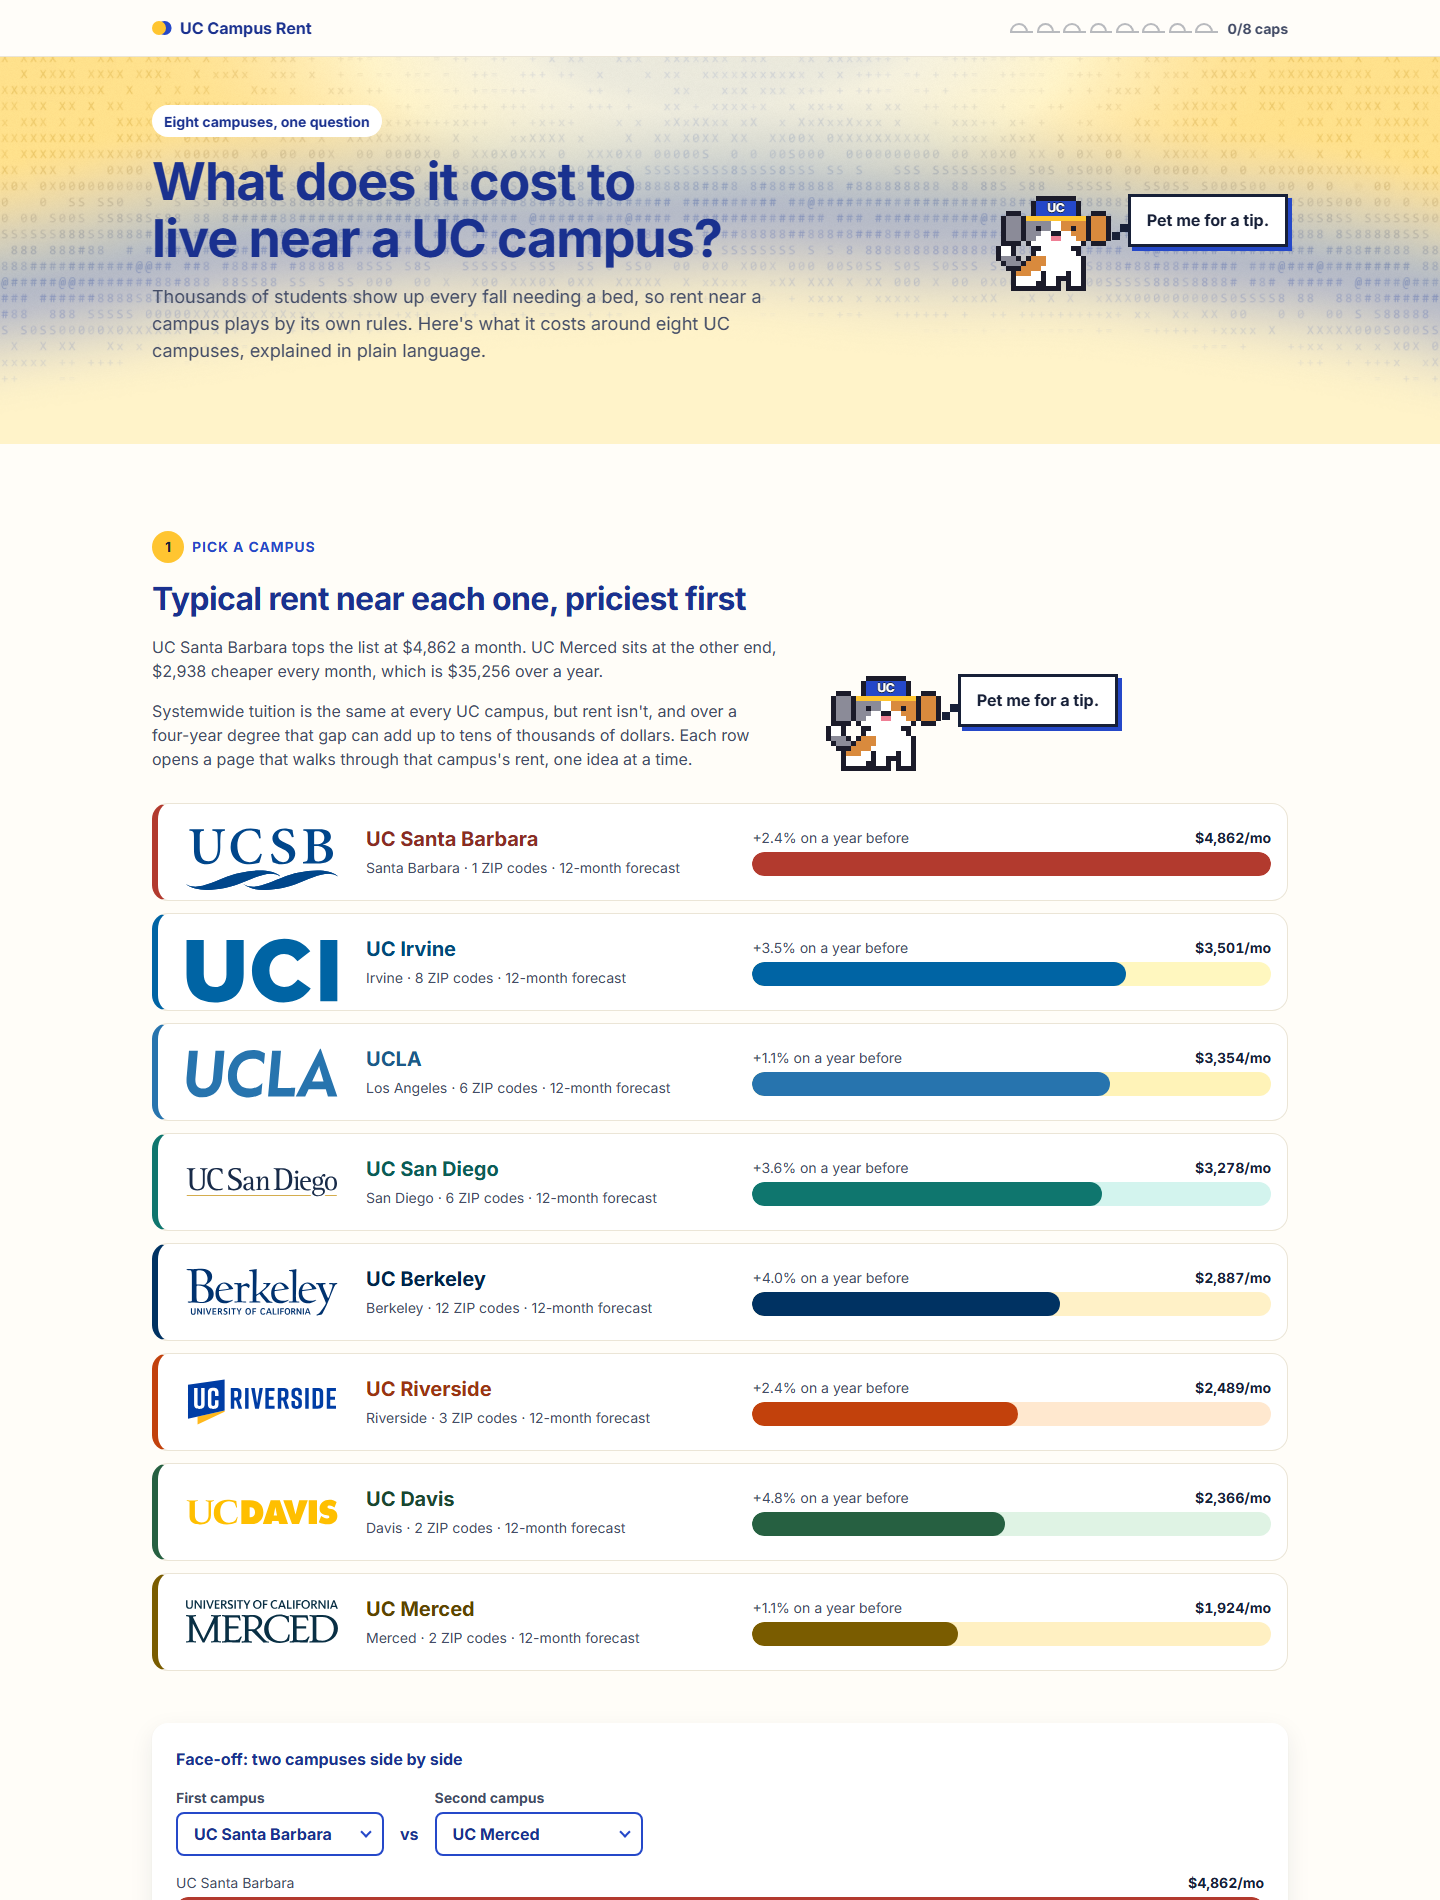 UC Campus Rent
0/8 caps
Eight campuses, one question
What does it cost to
live near a UC campus?
Thousands of students show up every fall needing a bed, so rent near a
campus plays by its own rules. Here's what it costs around eight UC
campuses, explained in plain language.
UC
Pet me for a tip.
1
PICK A CAMPUS
Typical rent near each one, priciest first
UC Santa Barbara tops the list at $4,862 a month. UC Merced sits at the other end,
$2,938 cheaper every month, which is $35,256 over a year.
Systemwide tuition is the same at every UC campus, but rent isn't, and over a
four-year degree that gap can add up to tens of thousands of dollars. Each row
opens a page that walks through that campus's rent, one idea at a time.
UC
Pet me for a tip.
UCSB
UC Santa Barbara
Santa Barbara · 1 ZIP codes · 12-month forecast
+2.4% on a year before
$4,862/mo
UCI
UC Irvine
Irvine · 8 ZIP codes · 12-month forecast
+3.5% on a year before
$3,501/mo
UCLA
UCLA
Los Angeles · 6 ZIP codes · 12-month forecast
+1.1% on a year before
$3,354/mo
UC San Diego
UC San Diego
San Diego · 6 ZIP codes · 12-month forecast
+3.6% on a year before
$3,278/mo
Berkeley
UNIVERSITY OF CALIFORNIA
UC Berkeley
Berkeley · 12 ZIP codes · 12-month forecast
+4.0% on a year before
$2,887/mo
UC RIVERSIDE
UC Riverside
Riverside · 3 ZIP codes · 12-month forecast
+2.4% on a year before
$2,489/mo
UCDAVIS
UC Davis
Davis · 2 ZIP codes · 12-month forecast
+4.8% on a year before
$2,366/mo
UNIVERSITY OF CALIFORNIA
MERCED
UC Merced
Merced · 2 ZIP codes · 12-month forecast
+1.1% on a year before
$1,924/mo
Face-off: two campuses side by side
First campus
Second campus
UC Santa Barbara
vs
UC Merced
UC Santa Barbara
$4,862/mo